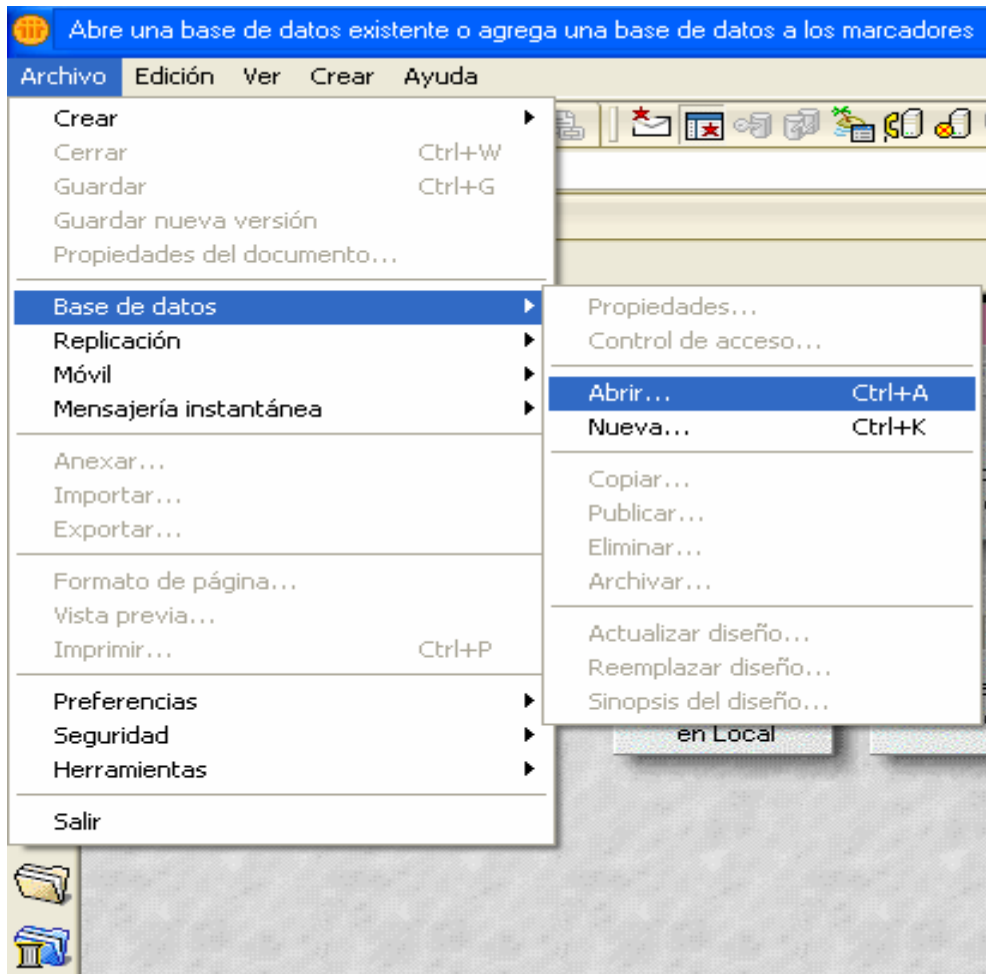 Abre una base de datos existente o agrega una base de datos a los marcadores
Archivo Edición Ver Crear Ayuda
Crear
Cerrar Ctrl+W
Guardar Ctrl+G
Guardar nueva versión
Propiedades del documento...
Base de datos
Replicación
Móvil
Mensajería instantánea
Anexar...
Importar...
Exportar...
Formato de página...
Vista previa...
Imprimir... Ctrl+P
Preferencias
Seguridad
Herramientas
Salir
Propiedades...
Control de acceso...
Abrir... Ctrl+A
Nueva... Ctrl+K
Copiar...
Publicar...
Eliminar...
Archivar...
Actualizar diseño...
Reemplazar diseño...
Sinopsis del diseño...
en Local